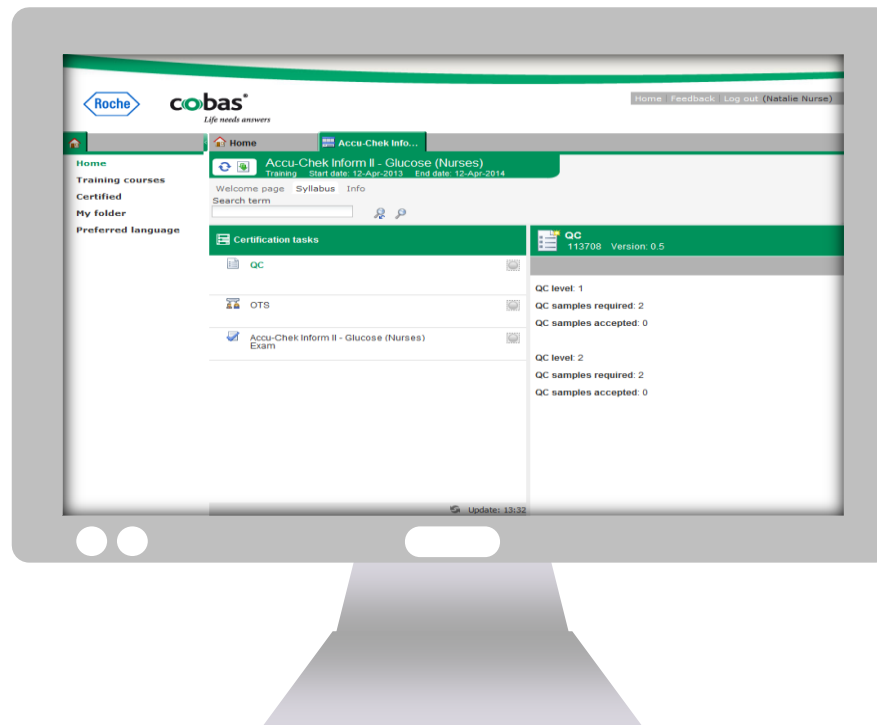 Roche
cobas®
Life needs answers
Home Feedback Log out (Natalie Nurse)
Home
Accu-Chek Info...
Home
Training courses
Certified
My folder
Preferred language
Accu-Chek Inform II - Glucose (Nurses)
Training Start date: 12-Apr-2013 End date: 12-Apr-2014
Welcome page Syllabus Info
Search term
Certification tasks
QC
OTS
Accu-Chek Inform II - Glucose (Nurses)
Exam
Update: 13:32
QC
113708 Version: 0.5
QC level: 1
QC samples required: 2
QC samples accepted: 0
QC level: 2
QC samples required: 2
QC samples accepted: 0